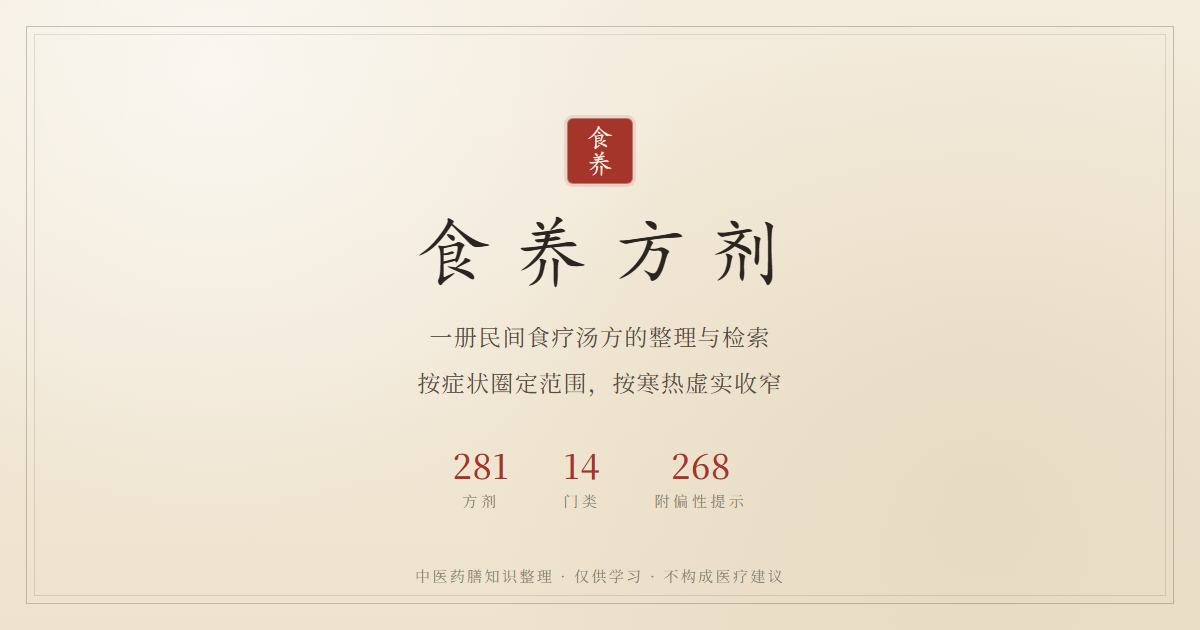 食
养
食养方剂
一册民间食疗汤方的整理与检索
按症状圈定范围，按寒热虚实收窄
281 14 268
方剂 门类 附偏性提示
中医药膳知识整理 · 仅供学习 · 不构成医疗建议